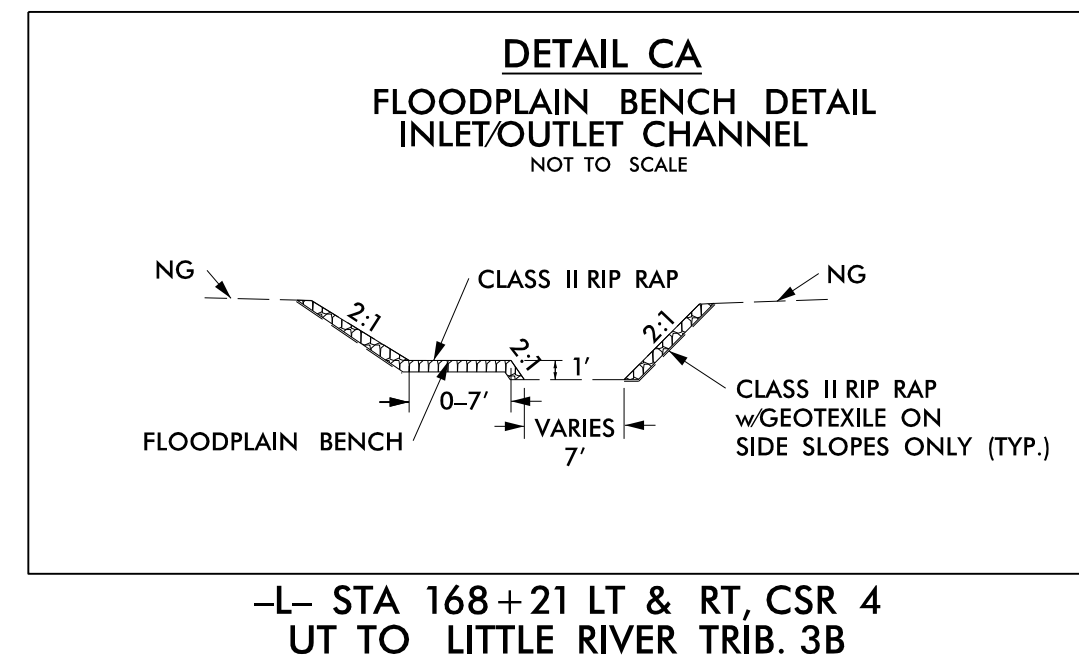 DETAIL CA
FLOODPLAIN BENCH DETAIL
INLET/OUTLET CHANNEL
NOT TO SCALE
NG
CLASS II RIP RAP
NG
2:1
2:1
2:1
1'
0–7'
VARIES
7'
FLOODPLAIN BENCH
CLASS II RIP RAP
w/GEOTEXILE ON
SIDE SLOPES ONLY (TYP.)
–L– STA 168+21 LT & RT, CSR 4
UT TO LITTLE RIVER TRIB. 3B